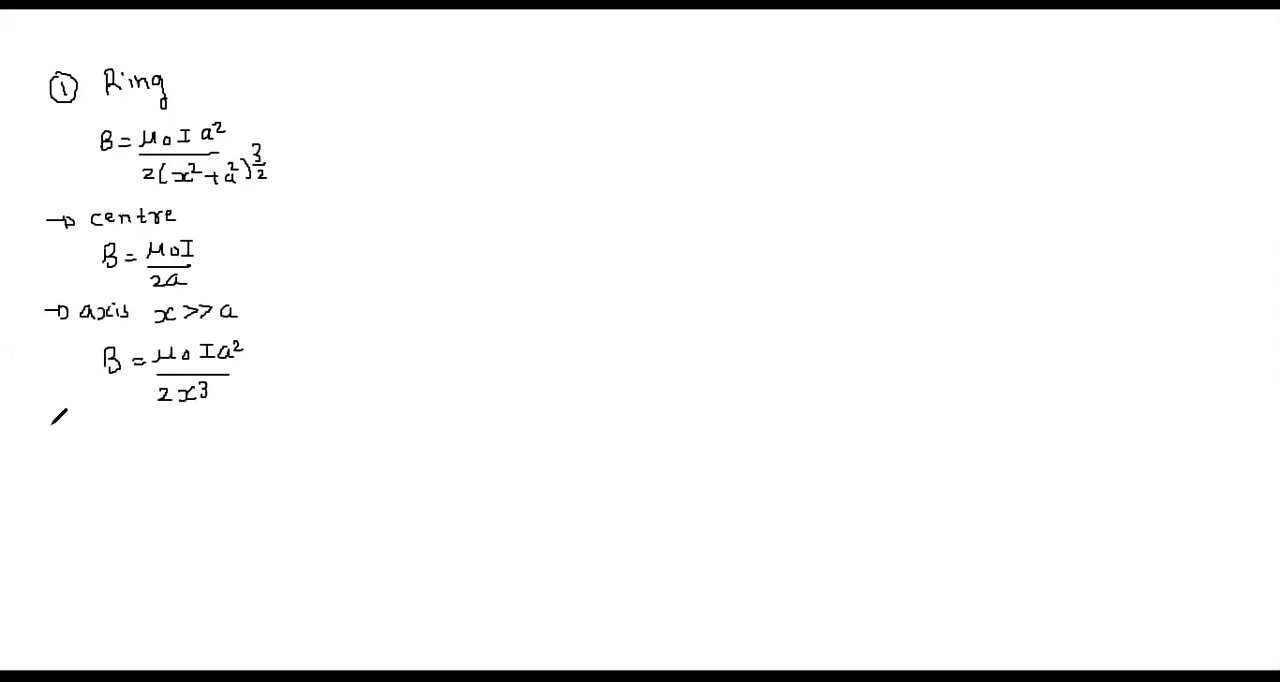 ① Ring
B = μ₀ I a² / 2(x² + a²)^(3/2)
→ centre
B = μ₀I / 2a
→ axis x >> a
B = μ₀ I a² / 2x³